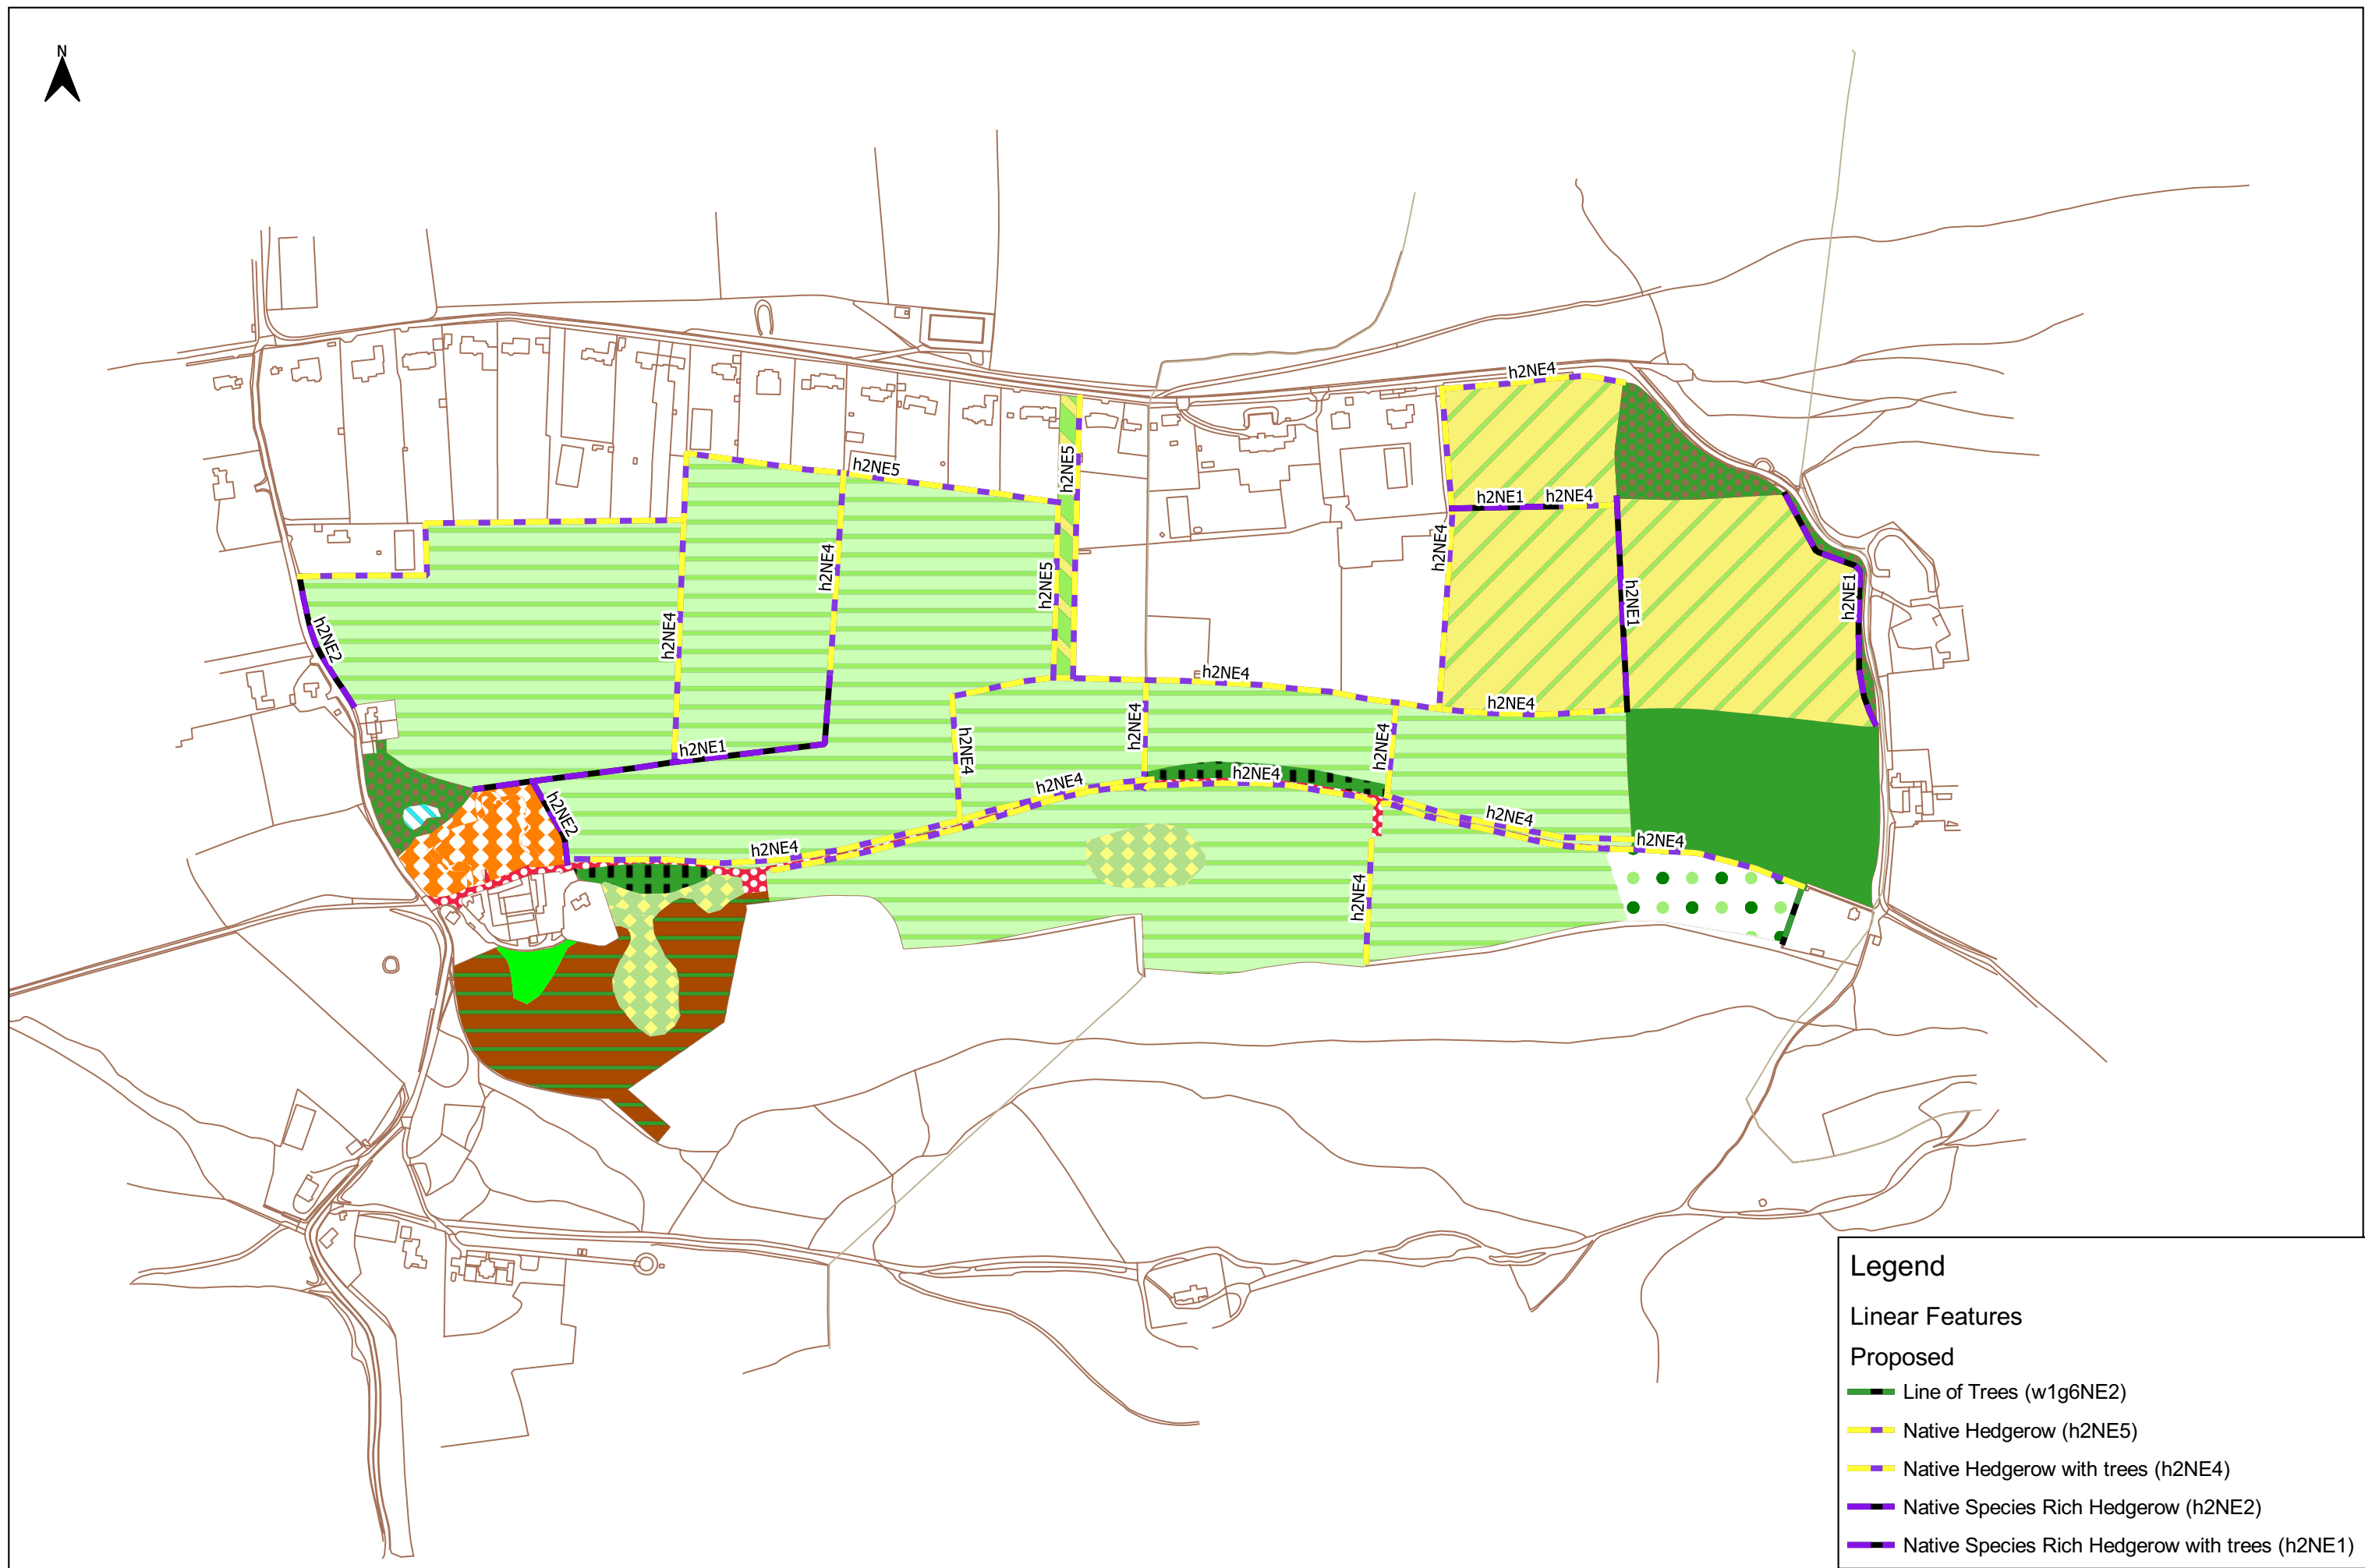 N
h2NE4
h2NE5
h2NE5
h2NE1
h2NE4
h2NE4
h2NE4
h2NE5
h2NE1
h2NE1
h2NE2
h2NE4
h2NE4
h2NE4
h2NE4
h2NE4
h2NE1
h2NE4
h2NE4
h2NE4
h2NE4
h2NE2
h2NE4
h2NE4
h2NE4
h2NE4
Legend
Linear Features
Proposed
Line of Trees (w1g6NE2)
Native Hedgerow (h2NE5)
Native Hedgerow with trees (h2NE4)
Native Species Rich Hedgerow (h2NE2)
Native Species Rich Hedgerow with trees (h2NE1)